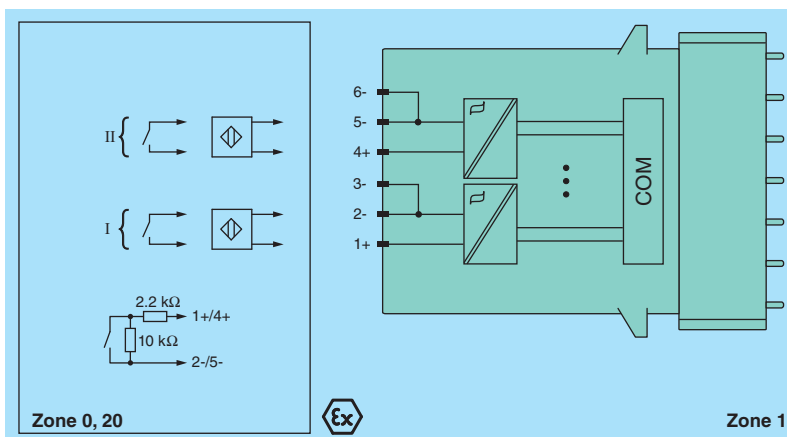 II
I
2.2 kΩ
1+/4+
10 kΩ
2-/5-
Zone 0, 20
6-
5-
4+
3-
2-
1+
COM
Ex
Zone 1